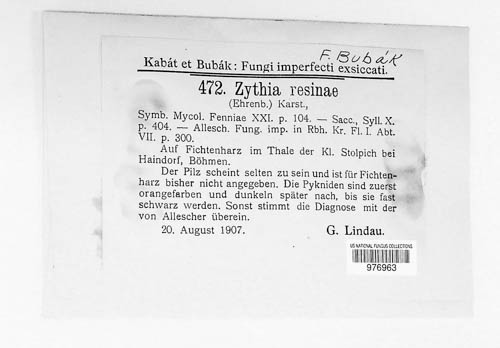 F. Bubák
Kabát et Bubák: Fungi imperfecti exsiccati.
472. Zythia resinae
(Ehrenb.) Karst.,
Symb. Mycol. Fenniae XXI. p. 104. — Sacc., Syll. X.
p. 404. — Allesch. Fung. imp. in Rbh. Kr. Fl. I. Abt.
VII. p. 300.
Auf Fichtenharz im Thale der Kl. Stolpich bei
Haindorf, Böhmen.
Der Pilz scheint selten zu sein und ist für Fichten-
harz bisher nicht angegeben. Die Pykniden sind zuerst
orangefarben und dunkeln später nach, bis sie fast
schwarz werden. Sonst stimmt die Diagnose mit der
von Allescher überein.
20. August 1907. G. Lindau.
US NATIONAL FUNGUS COLLECTIONS
976963